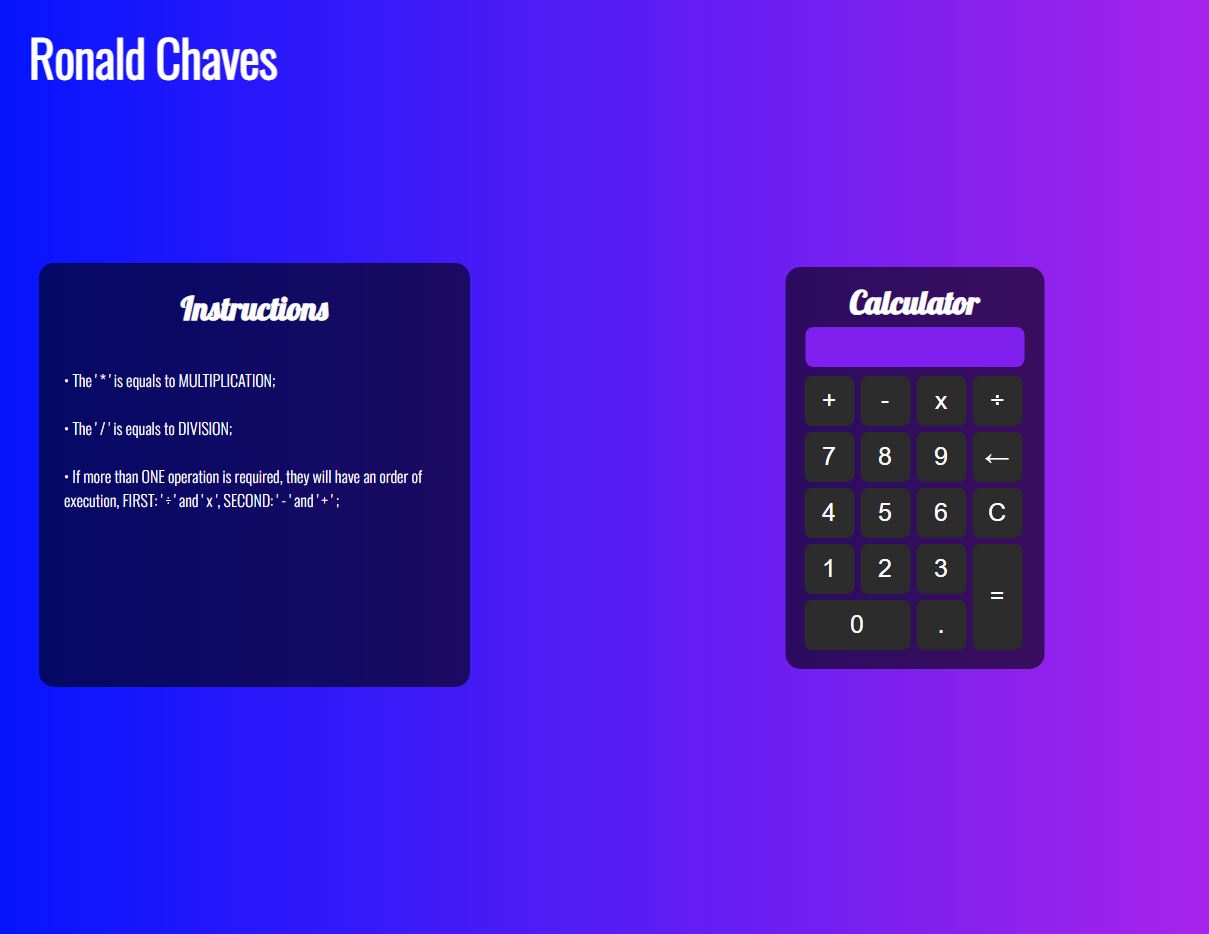 Ronald Chaves
Instructions
• The ' * ' is equals to MULTIPLICATION;
• The ' / ' is equals to DIVISION;
• If more than ONE operation is required, they will have an order of
execution, FIRST: ' ÷ ' and ' x ', SECOND: ' - ' and ' + ' ;
Calculator
+ - x ÷
7 8 9 ←
4 5 6 C
1 2 3
=
0 .